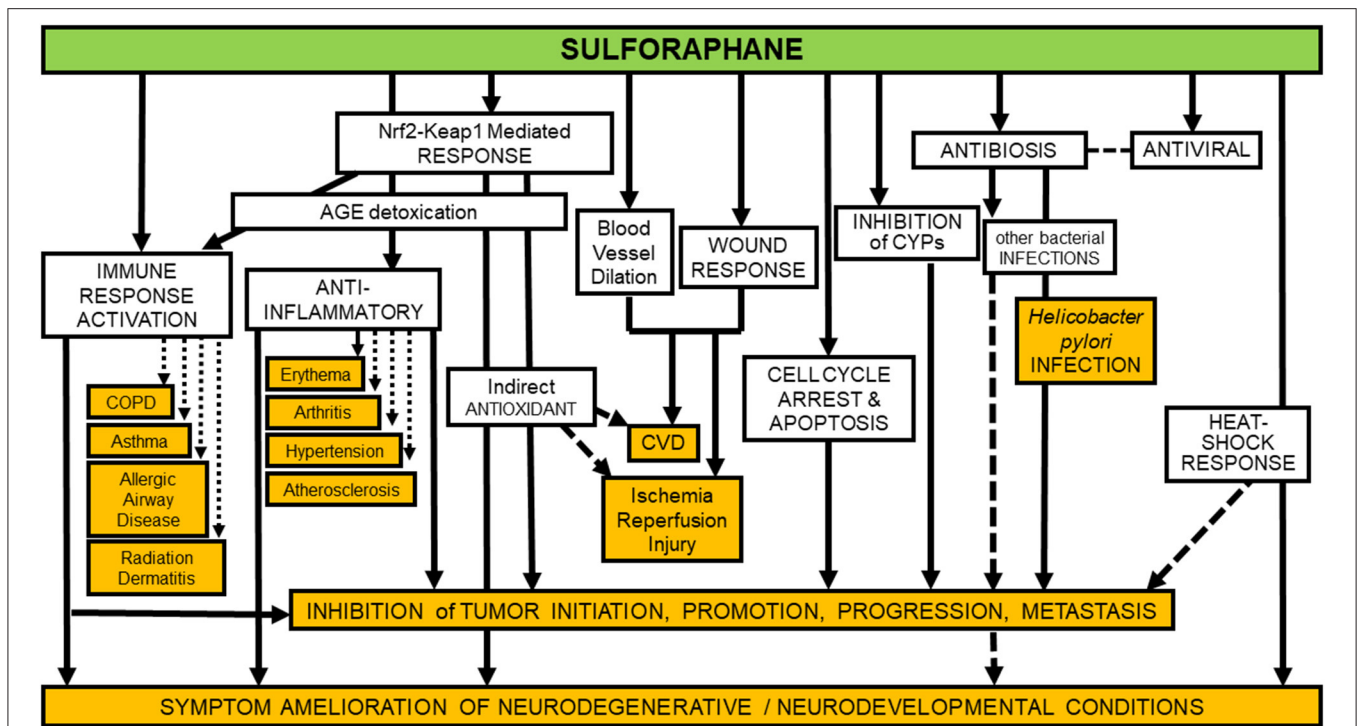 SULFORAPHANE
Nrf2-Keap1 Mediated
RESPONSE
ANTIBIOSIS
ANTIVIRAL
AGE detoxication
Blood
Vessel
Dilation
WOUND
RESPONSE
INHIBITION
of CYPs
other bacterial
INFECTIONS
IMMUNE
RESPONSE
ACTIVATION
ANTI-
INFLAMMATORY
Helicobacter
pylori
INFECTION
Erythema
Arthritis
Hypertension
Atherosclerosis
COPD
Asthma
Allergic
Airway
Disease
Radiation
Dermatitis
Indirect
ANTIOXIDANT
CVD
Ischemia
Reperfusion
Injury
CELL CYCLE
ARREST &
APOPTOSIS
HEAT-
SHOCK
RESPONSE
INHIBITION of TUMOR INITIATION, PROMOTION, PROGRESSION, METASTASIS
SYMPTOM AMELIORATION OF NEURODEGENERATIVE / NEURODEVELOPMENTAL CONDITIONS